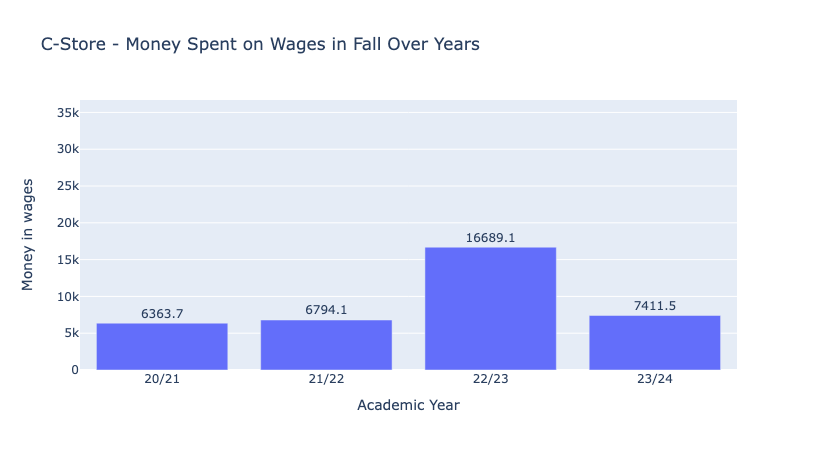 C-Store - Money Spent on Wages in Fall Over Years
Money in wages
35k
30k
25k
20k
15k
10k
5k
0
6363.7
6794.1
16689.1
7411.5
20/21
21/22
22/23
23/24
Academic Year